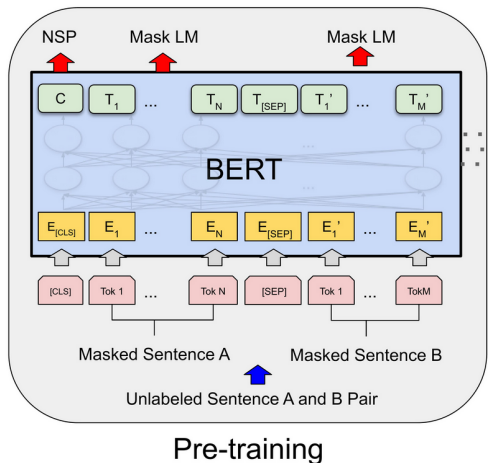 NSP Mask LM Mask LM
C T1 ... TN T[SEP] T1' ... TM'
...
BERT
...
E[CLS] E1 ... EN E[SEP] E1' ... EM'
[CLS] Tok 1 ... Tok N [SEP] Tok 1 ... TokM
Masked Sentence A Masked Sentence B
Unlabeled Sentence A and B Pair
Pre-training